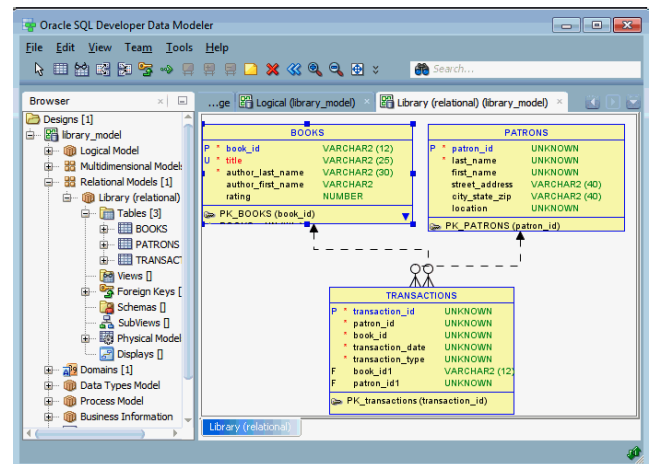 Oracle SQL Developer Data Modeler
File Edit View Team Tools Help
Search...
Browser
...ge Logical (library_model) Library (relational) (library_model)
Designs [1]
library_model
Logical Model
Multidimensional Models
Relational Models [1]
Library (relational)
Tables [3]
BOOKS
PATRONS
TRANSAC
Views []
Foreign Keys [
Schemas []
SubViews []
Physical Model
Displays []
Domains [1]
Data Types Model
Process Model
Business Information
BOOKS
P * book_id VARCHAR2 (12)
U * title VARCHAR2 (25)
* author_last_name VARCHAR2 (30)
author_first_name VARCHAR2
rating NUMBER
PK_BOOKS (book_id)
PATRONS
P * patron_id UNKNOWN
* last_name UNKNOWN
first_name UNKNOWN
street_address VARCHAR2 (40)
city_state_zip VARCHAR2 (40)
location UNKNOWN
PK_PATRONS (patron_id)
TRANSACTIONS
P * transaction_id UNKNOWN
* patron_id UNKNOWN
* book_id UNKNOWN
* transaction_date UNKNOWN
* transaction_type UNKNOWN
F book_id1 VARCHAR2 (12)
F patron_id1 UNKNOWN
PK_transactions (transaction_id)
Library (relational)